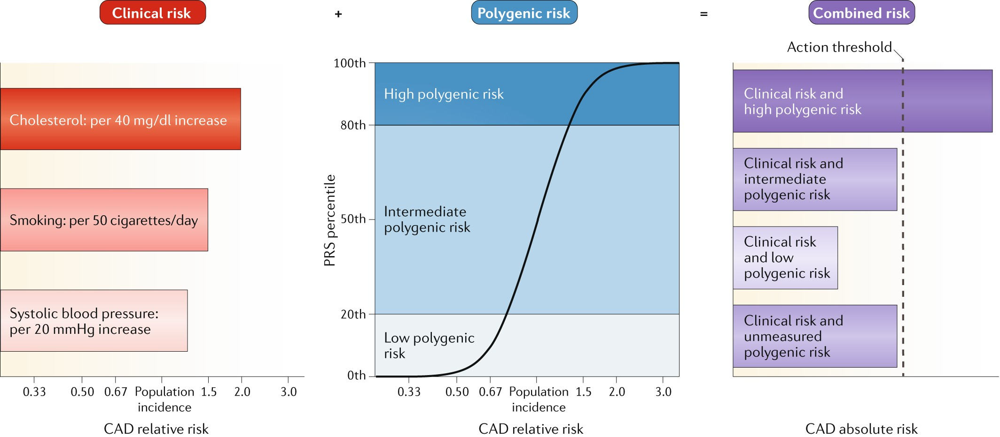 Clinical risk
+
Polygenic risk
=
Combined risk
Cholesterol: per 40 mg/dl increase
Smoking: per 50 cigarettes/day
Systolic blood pressure:
per 20 mmHg increase
0.33
0.50
0.67
Population
incidence
1.5
2.0
3.0
CAD relative risk
PRS percentile
100th
80th
50th
20th
0th
High polygenic risk
Intermediate
polygenic risk
Low polygenic
risk
0.33
0.50
0.67
Population
incidence
1.5
2.0
3.0
CAD relative risk
Action threshold
Clinical risk and
high polygenic risk
Clinical risk and
intermediate
polygenic risk
Clinical risk
and low
polygenic risk
Clinical risk and
unmeasured
polygenic risk
CAD absolute risk